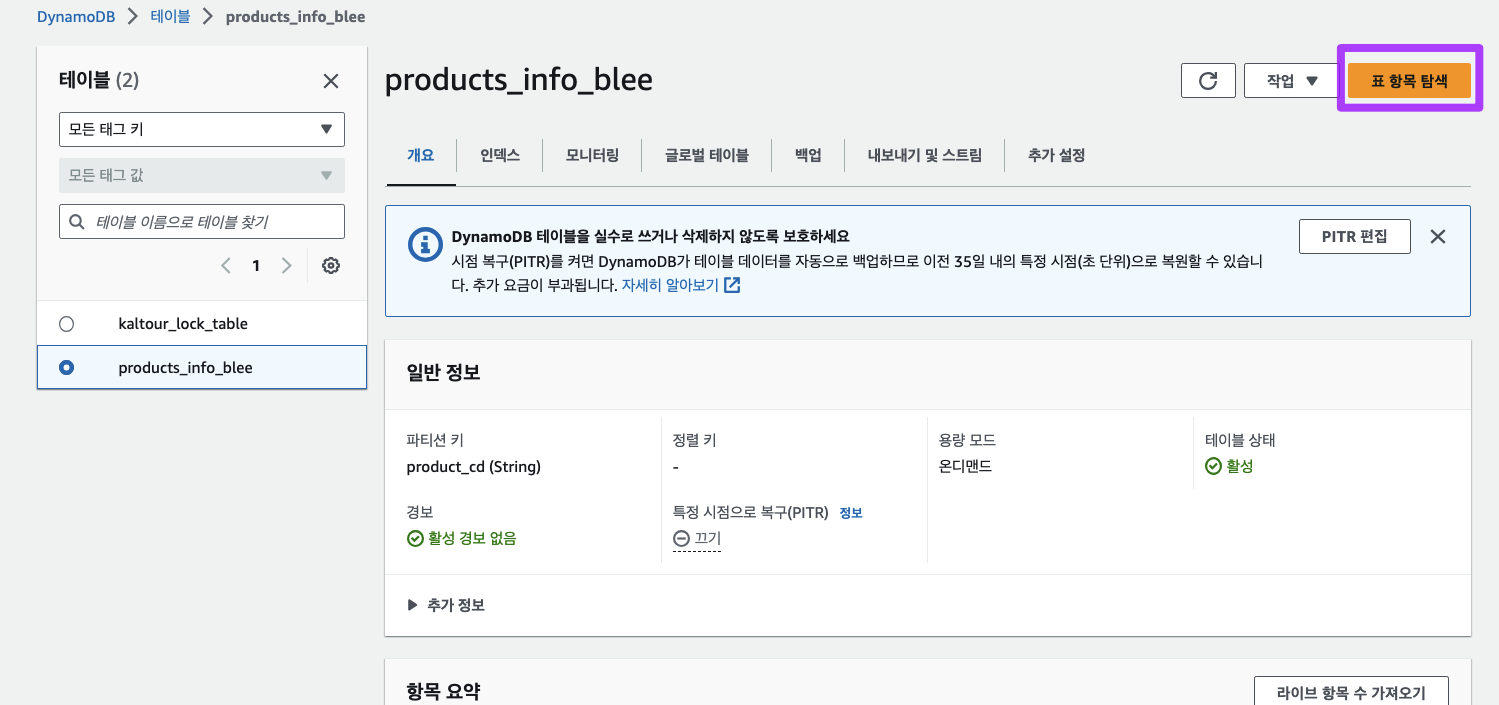 DynamoDB > 테이블 > products_info_blee
테이블 (2)
모든 태그 키
모든 태그 값
테이블 이름으로 테이블 찾기
1
kaltour_lock_table
products_info_blee
products_info_blee
작업
표 항목 탐색
개요 인덱스 모니터링 글로벌 테이블 백업 내보내기 및 스트림 추가 설정
DynamoDB 테이블을 실수로 쓰거나 삭제하지 않도록 보호하세요
시점 복구(PITR)를 켜면 DynamoDB가 테이블 데이터를 자동으로 백업하므로 이전 35일 내의 특정 시점(초 단위)으로 복원할 수 있습니
다. 추가 요금이 부과됩니다. 자세히 알아보기
PITR 편집
일반 정보
파티션 키
product_cd (String)
정렬 키
-
용량 모드
온디맨드
테이블 상태
활성
경보
활성 경보 없음
특정 시점으로 복구(PITR) 정보
끄기
추가 정보
항목 요약
라이브 항목 수 가져오기